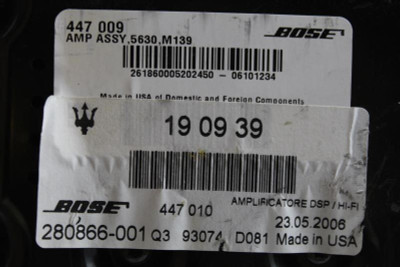 447 009
AMP ASSY,5630,M139
BOSE
261860005202450 - 06101234
Made in USA of Domestic and Foreign Components
19 09 39
BOSE
447 010
AMPLIFICATORE DSP / HI-FI
23.05.2006
280866-001 Q3 93074 D081 Made in USA